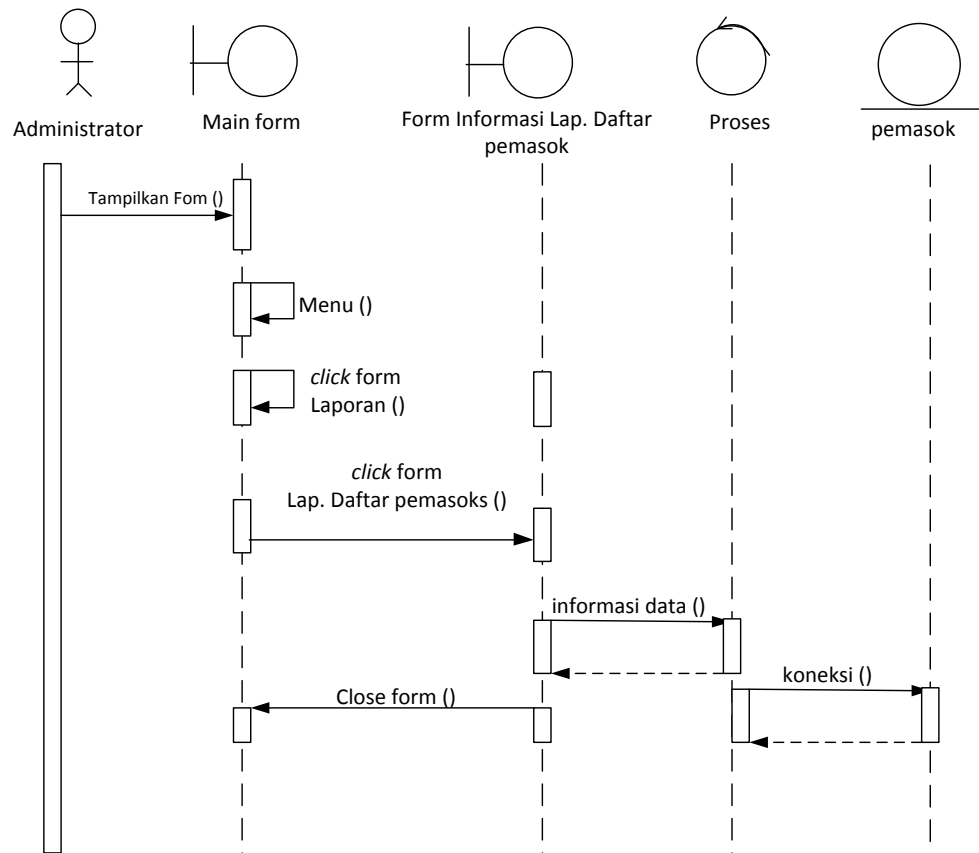 Administrator
Main form
Form Informasi Lap. Daftar
pemasok
Proses
pemasok
Tampilkan Fom ()
Menu ()
click form
Laporan ()
click form
Lap. Daftar pemasoks ()
informasi data ()
koneksi ()
Close form ()